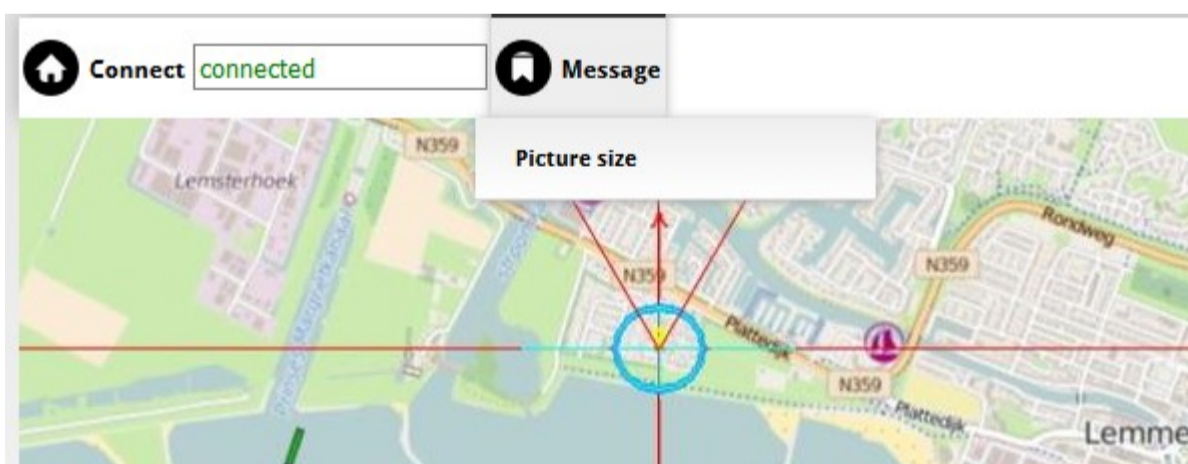 Connect connected Message
Picture size
N359
Lemsterhoek
Rondweg
N359
N359
Plattedijk
N359
Plattedijk
Lemme